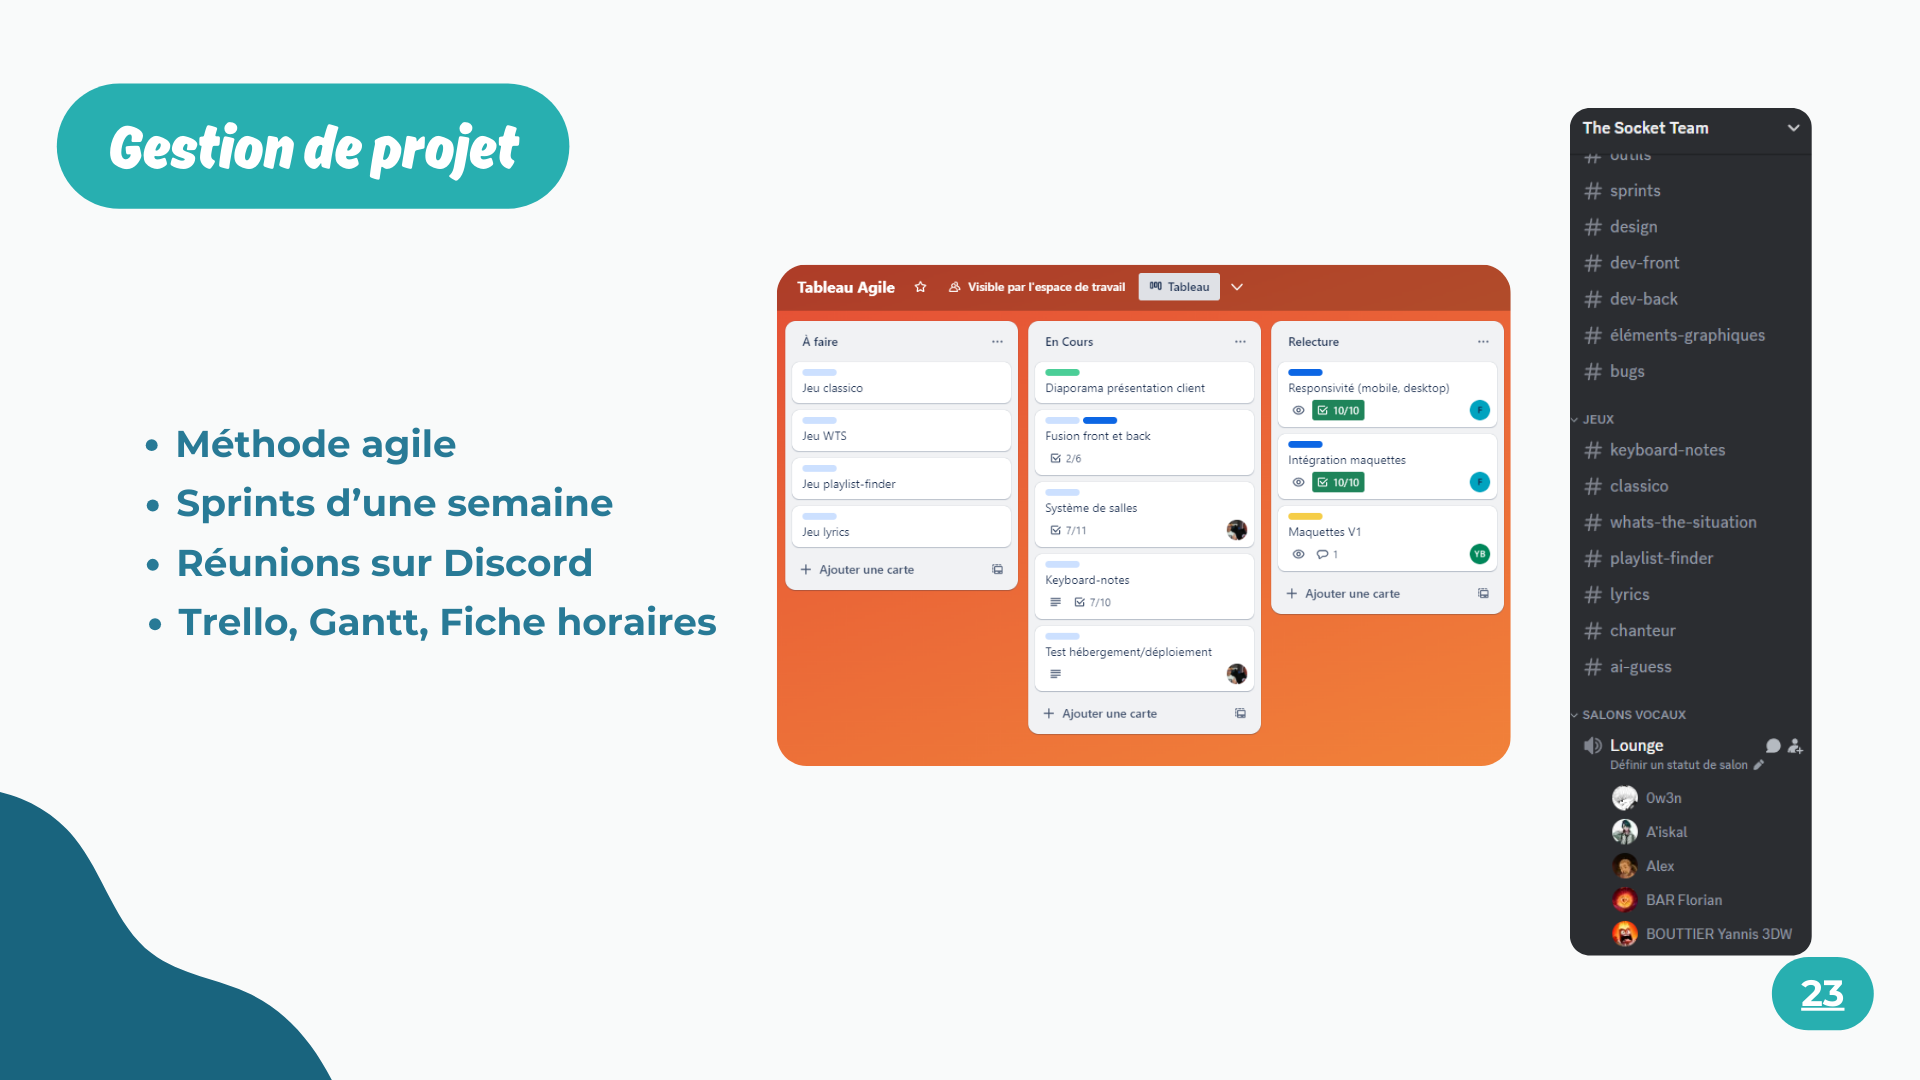 Gestion de projet
• Méthode agile
• Sprints d’une semaine
• Réunions sur Discord
• Trello, Gantt, Fiche horaires
Tableau Agile
Visible par l'espace de travail
Tableau
À faire
Jeu classico
Jeu WTS
Jeu playlist-finder
Jeu lyrics
+ Ajouter une carte
En Cours
Diaporama présentation client
Fusion front et back
2/6
Système de salles
7/11
Keyboard-notes
7/10
Test hébergement/déploiement
+ Ajouter une carte
Relecture
Responsivité (mobile, desktop)
10/10 F
Intégration maquettes
10/10 F
Maquettes V1
1 YB
+ Ajouter une carte
The Socket Team
# outils
# sprints
# design
# dev-front
# dev-back
# éléments-graphiques
# bugs
JEUX
# keyboard-notes
# classico
# whats-the-situation
# playlist-finder
# lyrics
# chanteur
# ai-guess
SALONS VOCAUX
Lounge
Définir un statut de salon
0w3n
A'iskal
Alex
BAR Florian
BOUTTIER Yannis 3DW
23